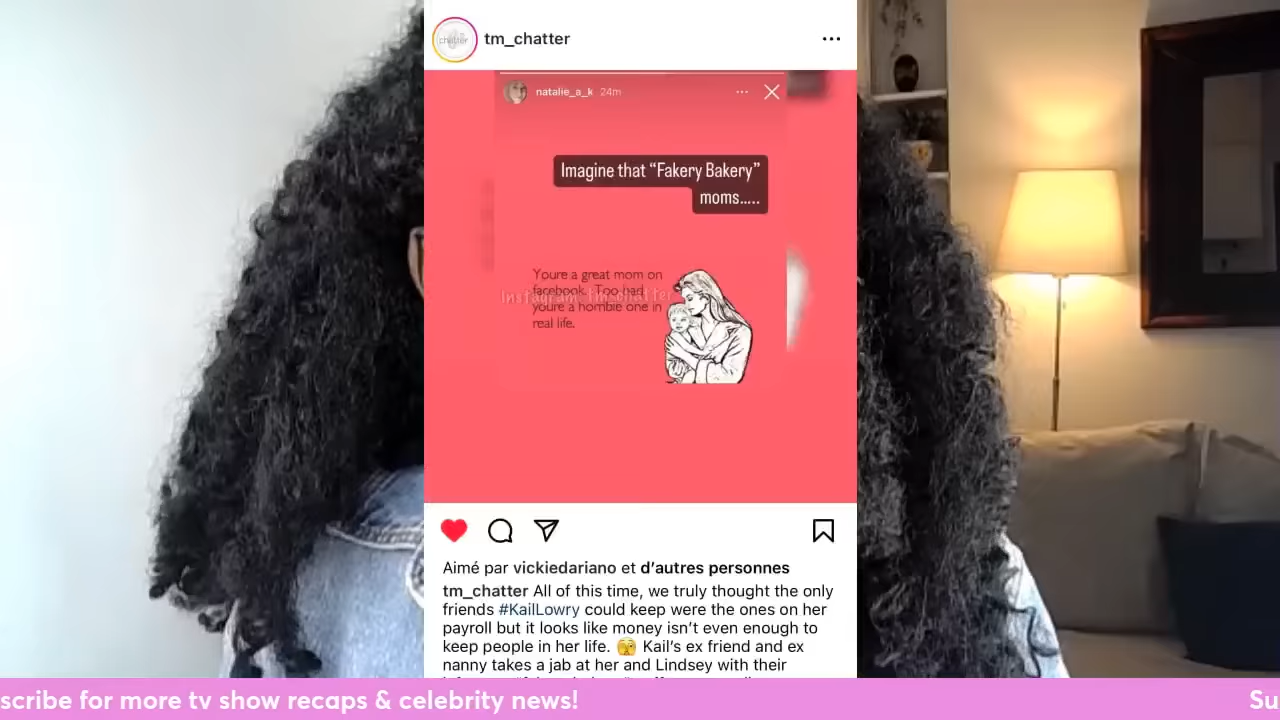 chatter
tm_chatter
natalie_a_k 24m
Imagine that “Fakery Bakery”
moms.....
Youre a great mom on
facebook. Too bad
Instagram: tm_chatter
youre a horrible one in
real life.
Aimé par vickiedariano et d’autres personnes
tm_chatter All of this time, we truly thought the only
friends #KailLowry could keep were the ones on her
payroll but it looks like money isn’t even enough to
keep people in her life. 🫣 Kail’s ex friend and ex
nanny takes a jab at her and Lindsey with their
scribe for more tv show recaps & celebrity news!
Su